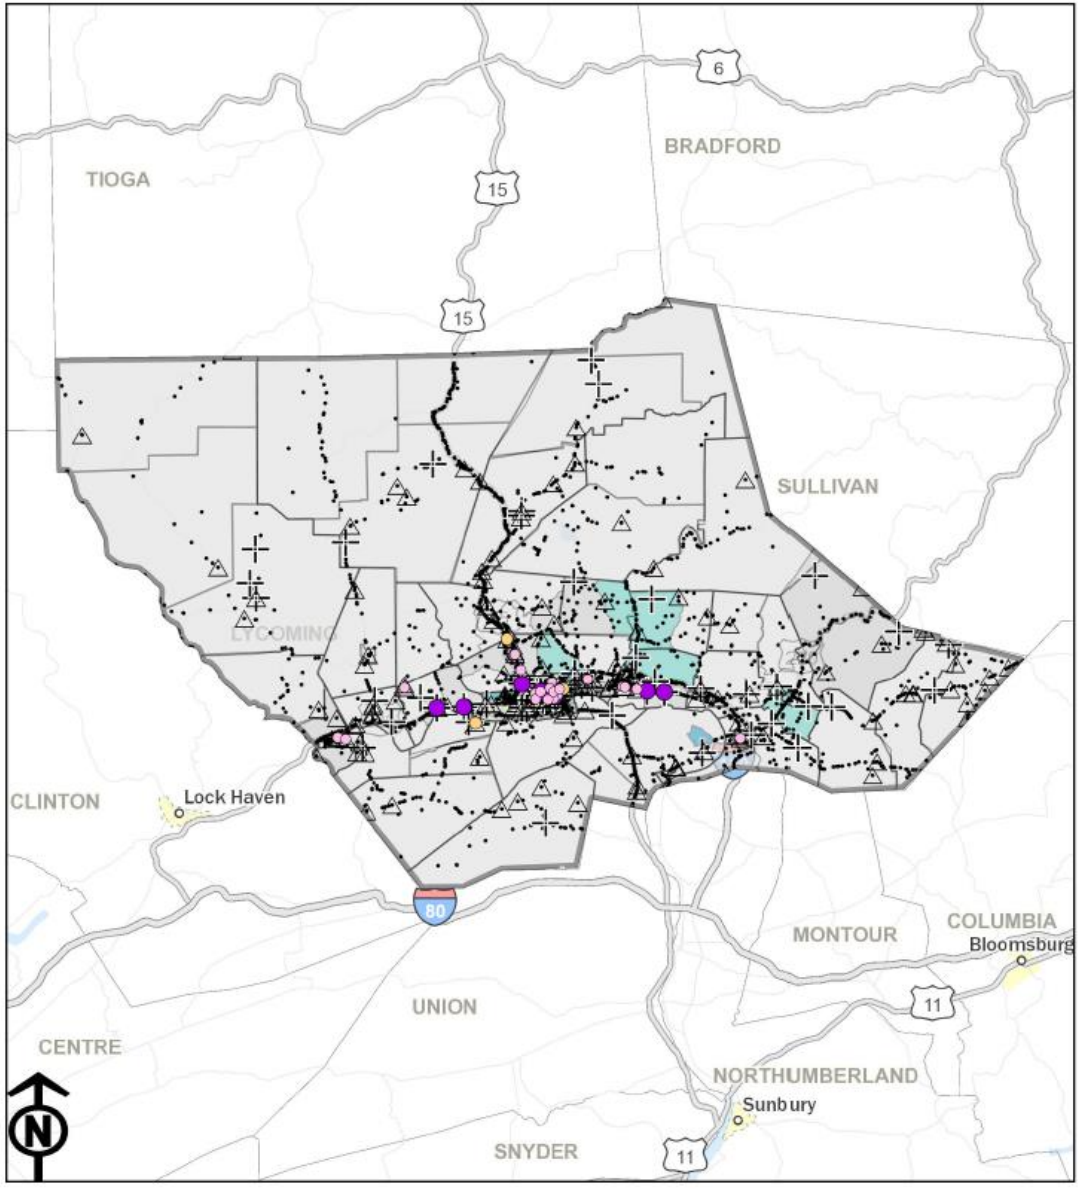 6
BRADFORD
TIOGA
15
15
SULLIVAN
LYCOMING
CLINTON
Lock Haven
80
COLUMBIA
MONTOUR
Bloomsburg
UNION
11
CENTRE
NORTHUMBERLAND
Sunbury
N
SNYDER
11